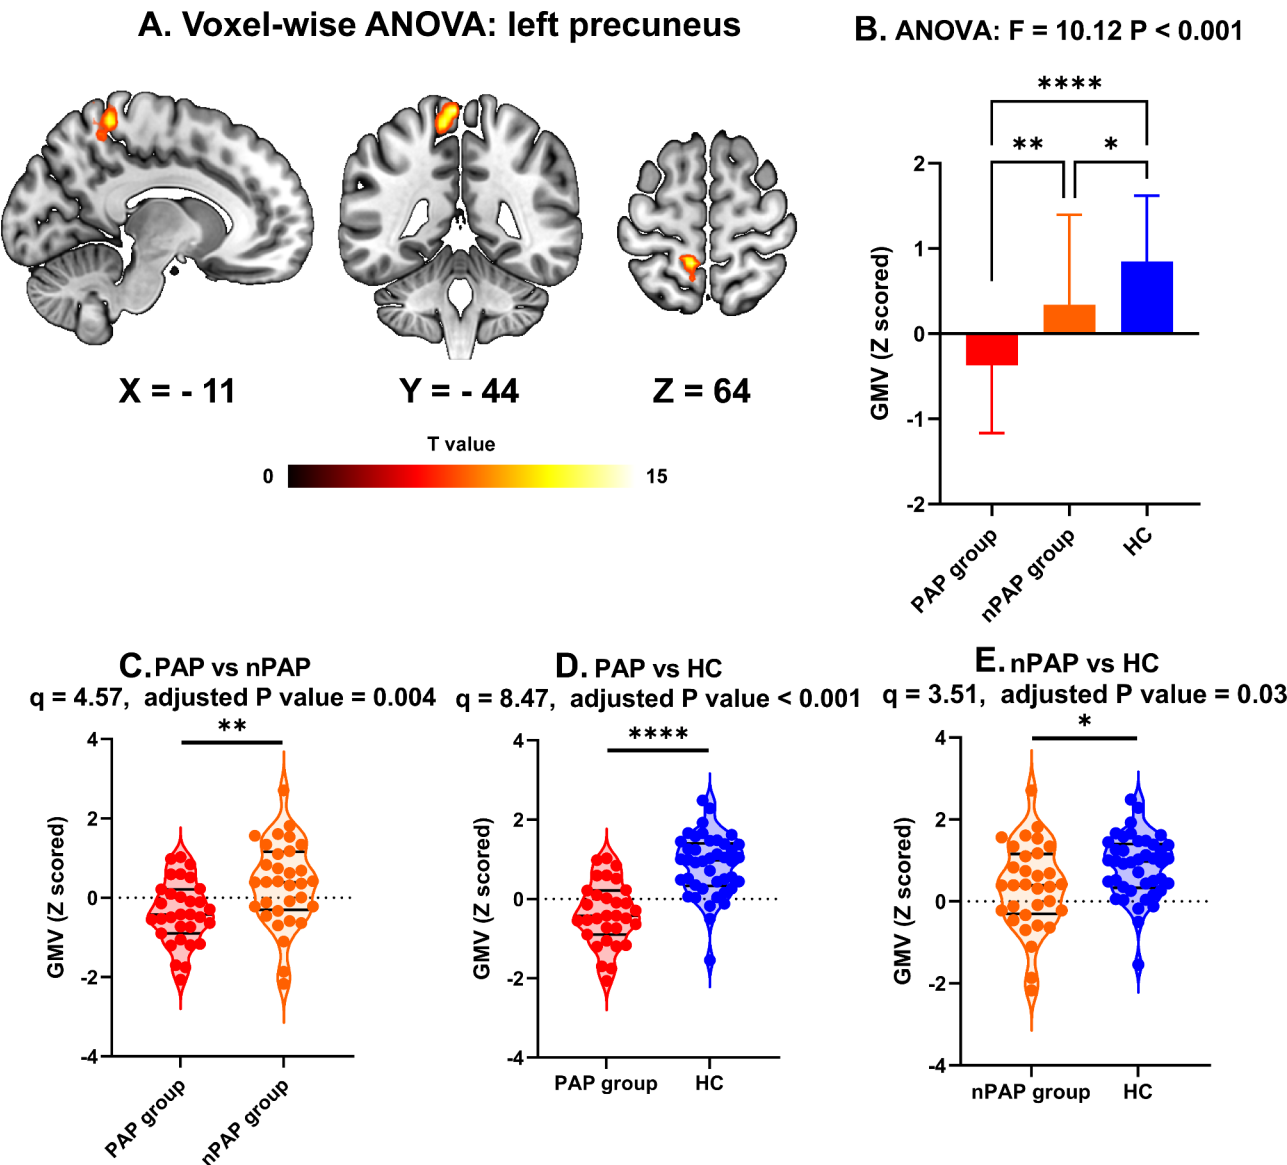 A. Voxel-wise ANOVA: left precuneus
X = - 11
Y = - 44
Z = 64
T value
0
15
B. ANOVA: F = 10.12 P < 0.001
****
**
*
2
1
0
-1
-2
GMV (Z scored)
PAP group
nPAP group
HC
C. PAP vs nPAP
q = 4.57, adjusted P value = 0.004
**
4
2
0
-2
-4
GMV (Z scored)
PAP group
nPAP group
D. PAP vs HC
q = 8.47, adjusted P value < 0.001
****
4
2
0
-2
-4
GMV (Z scored)
PAP group
HC
E. nPAP vs HC
q = 3.51, adjusted P value = 0.03
*
4
2
0
-2
-4
GMV (Z scored)
nPAP group
HC